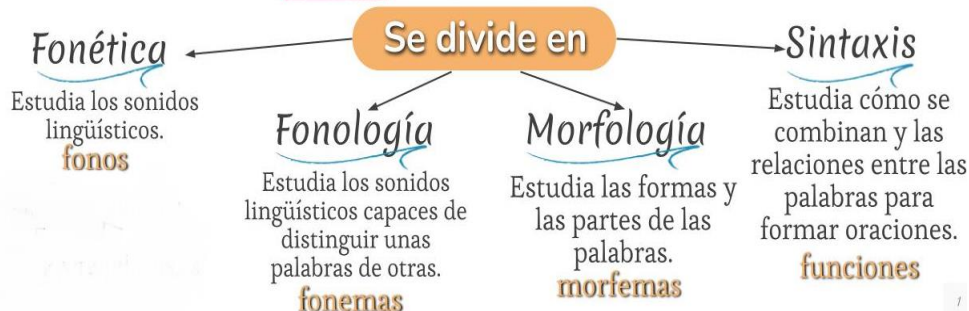 Se divide en
Fonética
Estudia los sonidos
lingüísticos.
fonos
Fonología
Estudia los sonidos
lingüísticos capaces de
distinguir unas
palabras de otras.
fonemas
Morfología
Estudia las formas y
las partes de las
palabras.
morfemas
Sintaxis
Estudia cómo se
combinan y las
relaciones entre las
palabras para
formar oraciones.
funciones
1